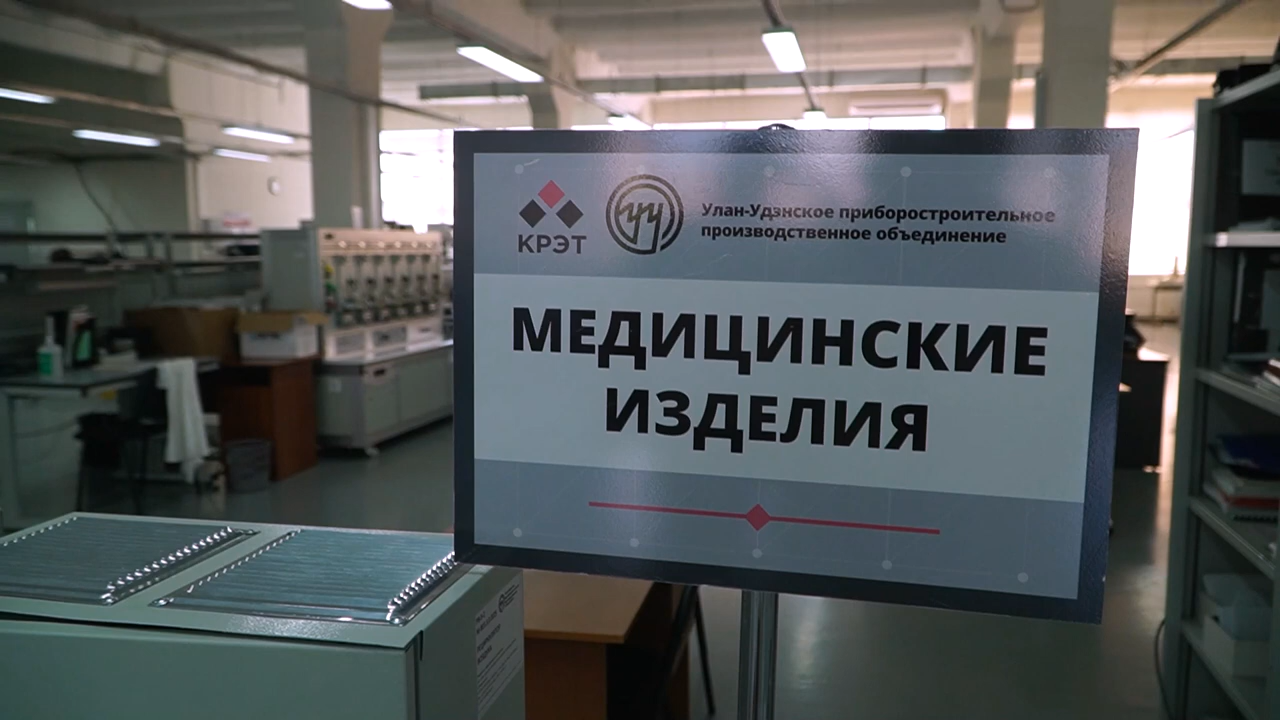 КРЭТ
Улан-Удэнское приборостроительное
производственное объединение
МЕДИЦИНСКИЕ
ИЗДЕЛИЯ